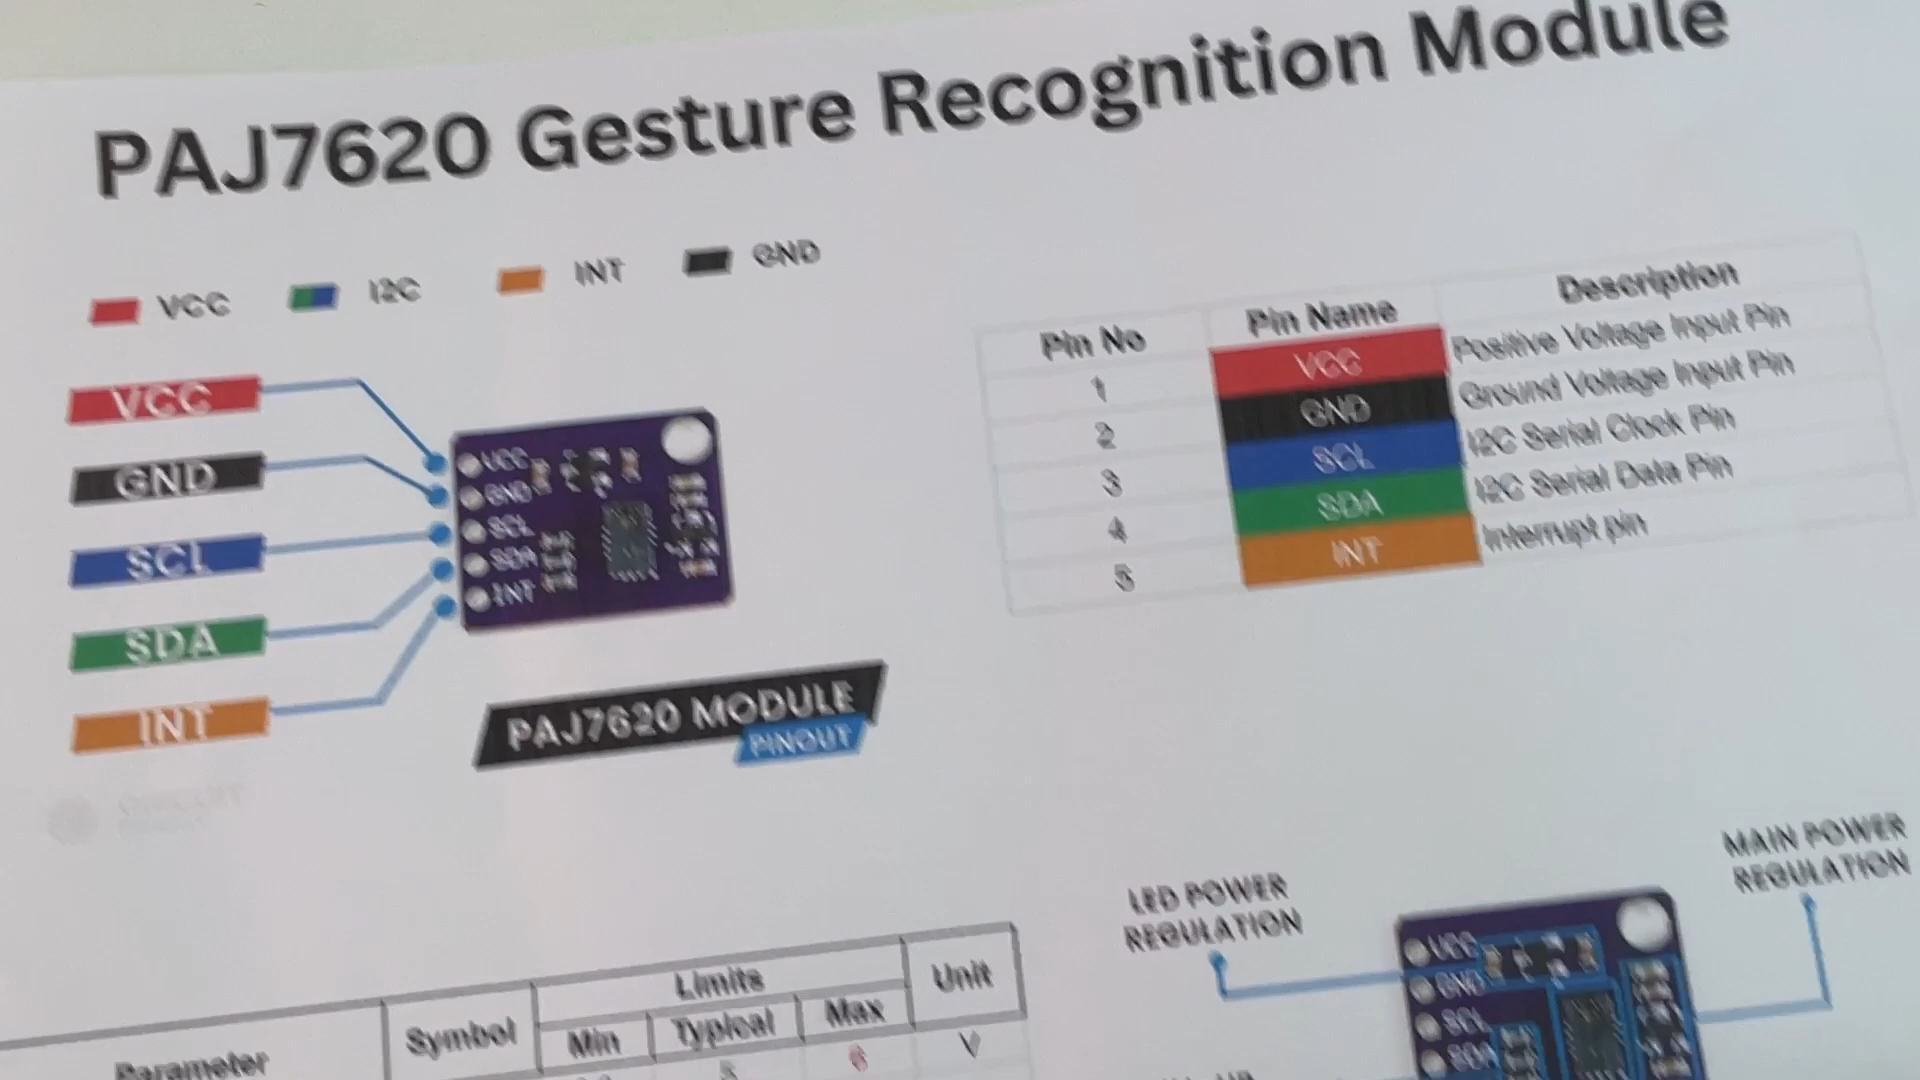 PAJ7620 Gesture Recognition Module
VCC I2C INT GND
VCC
GND
SCL
SDA
INT
VCC
GND
SCL
SDA
INT
PAJ7620 MODULE
PINOUT
Pin No Pin Name Description
1 VCC Positive Voltage Input Pin
2 GND Ground Voltage Input Pin
3 SCL I2C Serial Clock Pin
4 SDA I2C Serial Data Pin
5 INT Interrupt pin
Parameter Symbol Limits Unit
Min Typical Max
5 6 V
LED POWER
REGULATION
MAIN POWER
REGULATION
VCC
GND
SCL
SDA